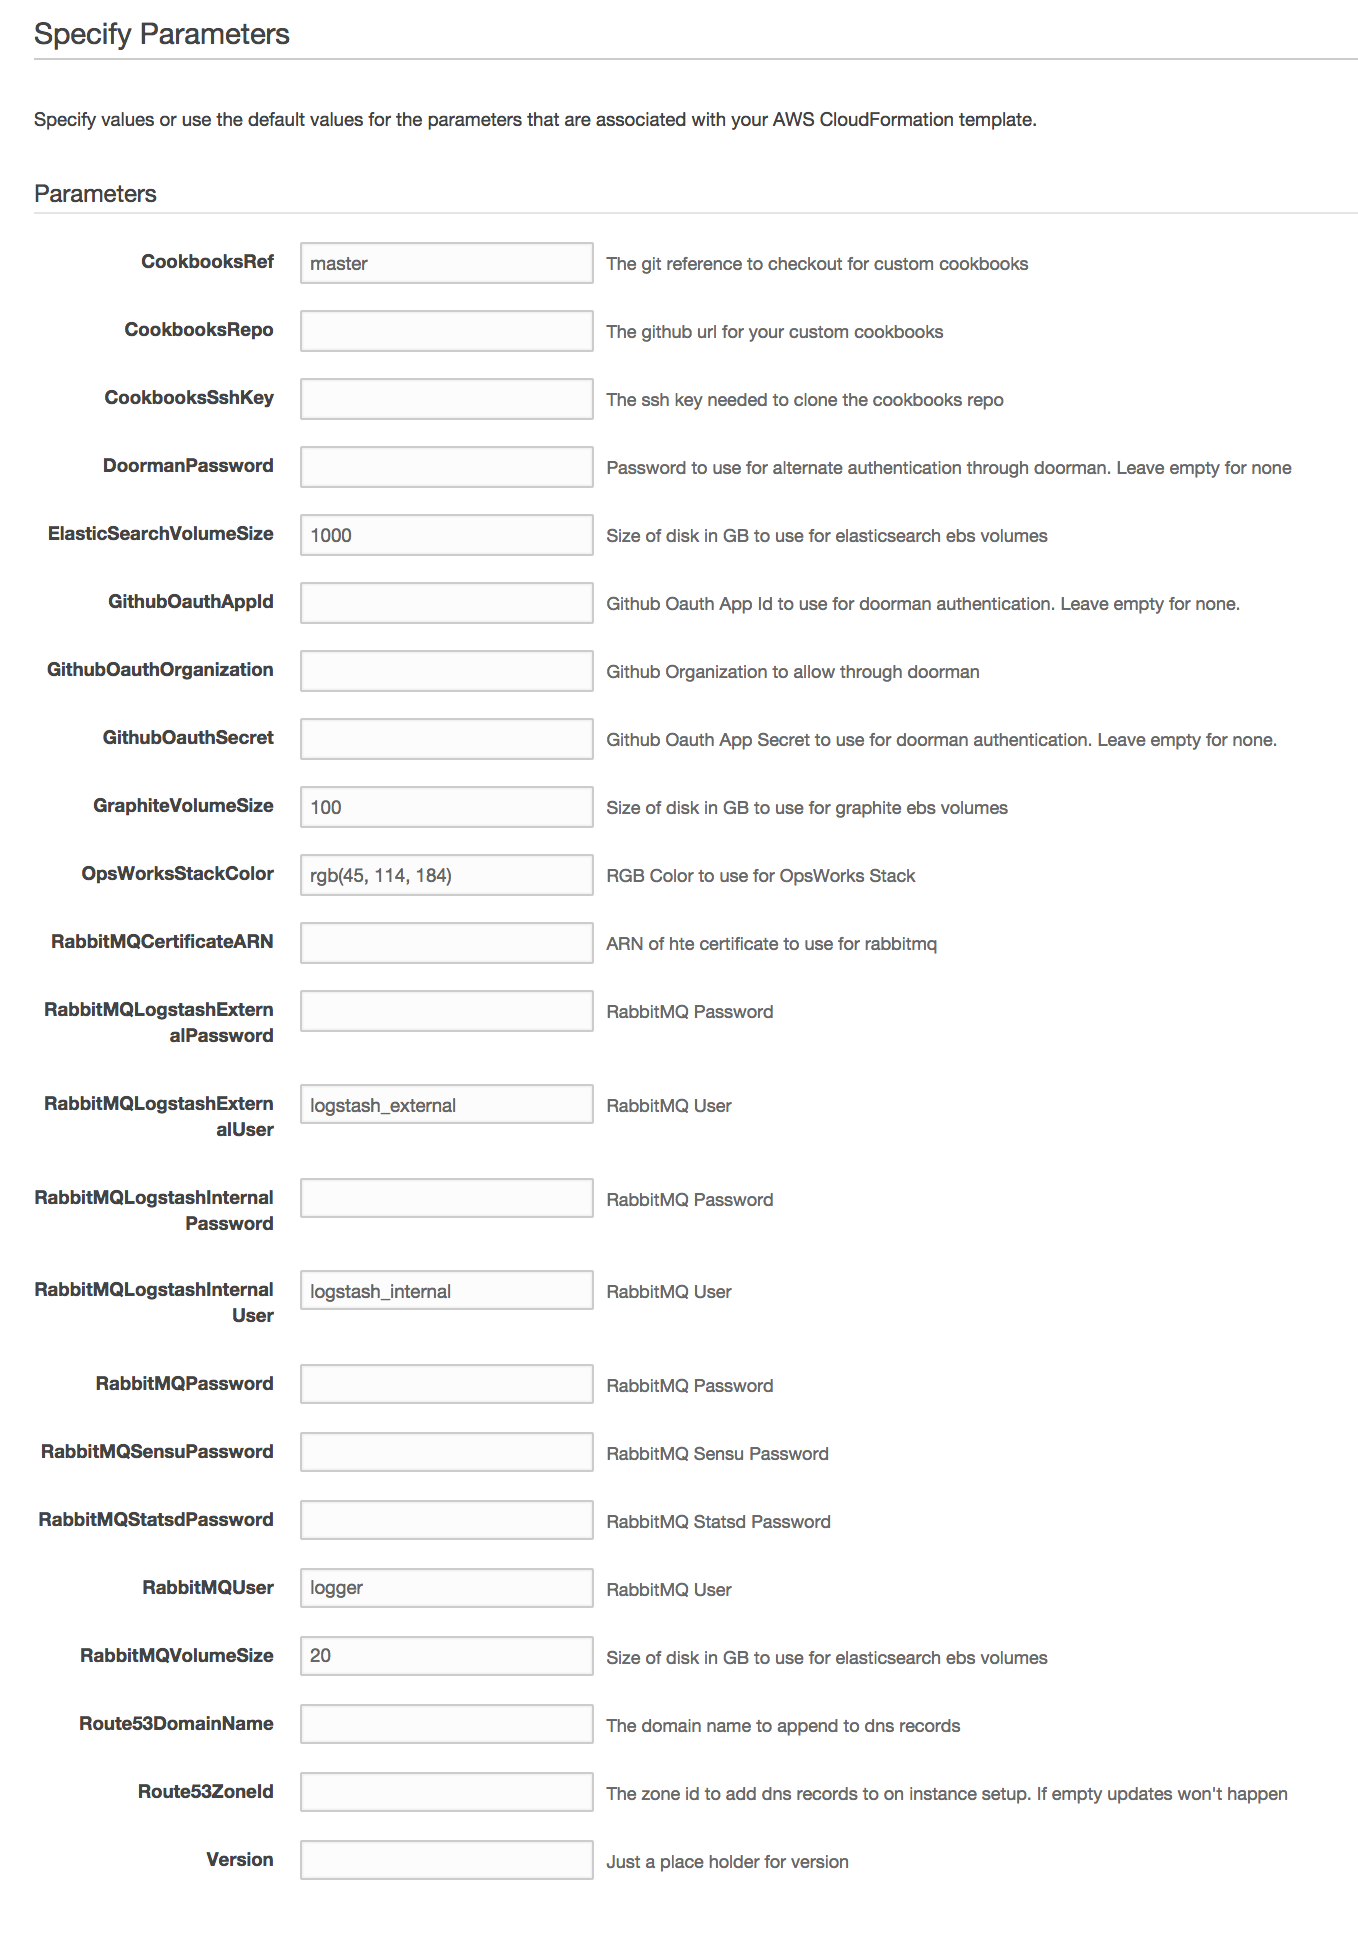 Specify Parameters
Specify values or use the default values for the parameters that are associated with your AWS CloudFormation template.
Parameters
CookbooksRef master The git reference to checkout for custom cookbooks
CookbooksRepo The github url for your custom cookbooks
CookbooksSshKey The ssh key needed to clone the cookbooks repo
DoormanPassword Password to use for alternate authentication through doorman. Leave empty for none
ElasticSearchVolumeSize 1000 Size of disk in GB to use for elasticsearch ebs volumes
GithubOauthAppId Github Oauth App Id to use for doorman authentication. Leave empty for none.
GithubOauthOrganization Github Organization to allow through doorman
GithubOauthSecret Github Oauth App Secret to use for doorman authentication. Leave empty for none.
GraphiteVolumeSize 100 Size of disk in GB to use for graphite ebs volumes
OpsWorksStackColor rgb(45, 114, 184) RGB Color to use for OpsWorks Stack
RabbitMQCertificateARN ARN of hte certificate to use for rabbitmq
RabbitMQLogstashExtern RabbitMQ Password
alPassword
RabbitMQLogstashExtern logstash_external RabbitMQ User
alUser
RabbitMQLogstashInternal RabbitMQ Password
Password
RabbitMQLogstashInternal logstash_internal RabbitMQ User
User
RabbitMQPassword RabbitMQ Password
RabbitMQSensuPassword RabbitMQ Sensu Password
RabbitMQStatsdPassword RabbitMQ Statsd Password
RabbitMQUser logger RabbitMQ User
RabbitMQVolumeSize 20 Size of disk in GB to use for elasticsearch ebs volumes
Route53DomainName The domain name to append to dns records
Route53ZoneId The zone id to add dns records to on instance setup. If empty updates won't happen
Version Just a place holder for version